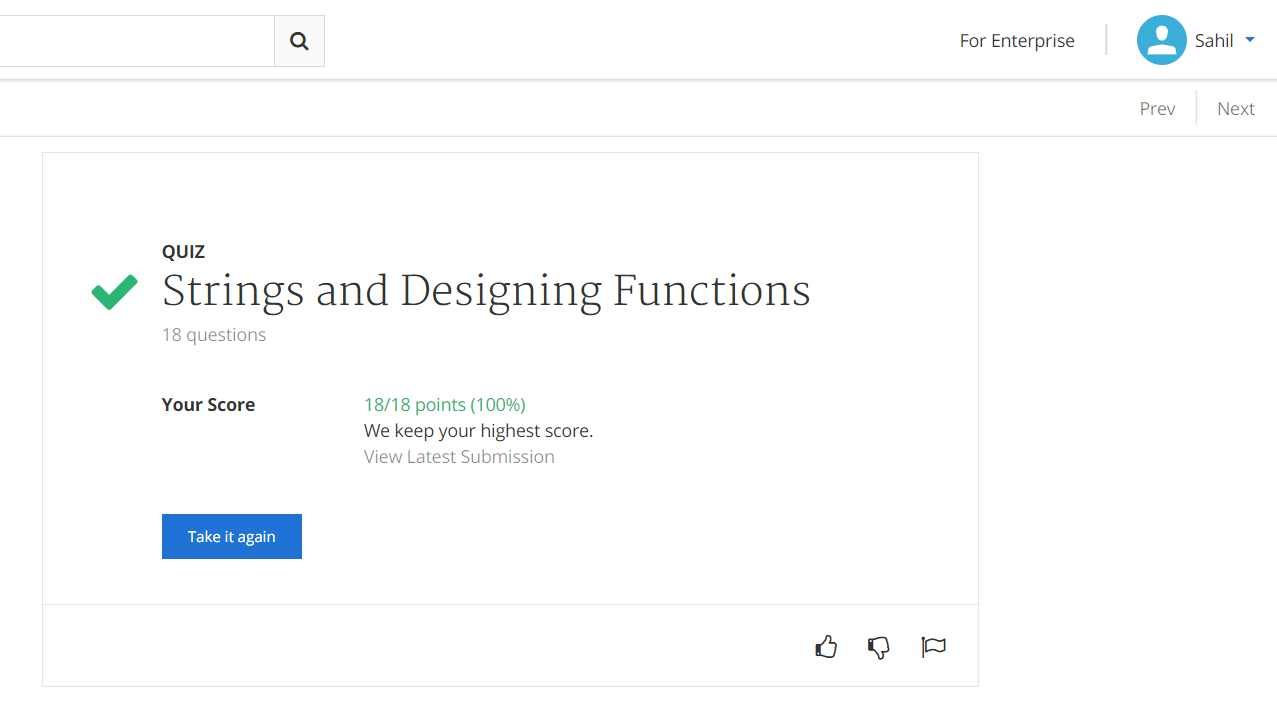 For Enterprise
Sahil
Prev
Next
QUIZ
Strings and Designing Functions
18 questions
Your Score
18/18 points (100%)
We keep your highest score.
View Latest Submission
Take it again